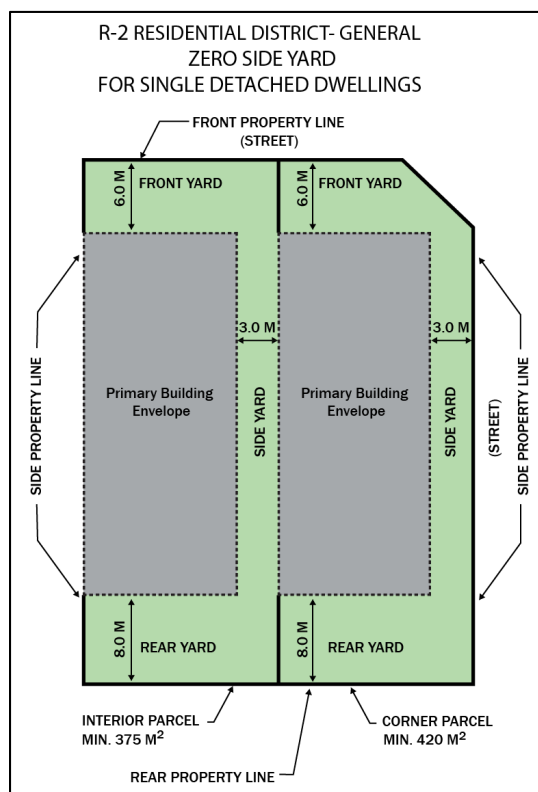 R-2 RESIDENTIAL DISTRICT- GENERAL
ZERO SIDE YARD
FOR SINGLE DETACHED DWELLINGS
FRONT PROPERTY LINE
(STREET)
6.0 M
FRONT YARD
6.0 M
FRONT YARD
3.0 M
3.0 M
SIDE PROPERTY LINE
Primary Building
Envelope
SIDE YARD
Primary Building
Envelope
SIDE YARD
(STREET)
SIDE PROPERTY LINE
8.0 M
REAR YARD
8.0 M
REAR YARD
INTERIOR PARCEL
MIN. 375 M²
CORNER PARCEL
MIN. 420 M²
REAR PROPERTY LINE